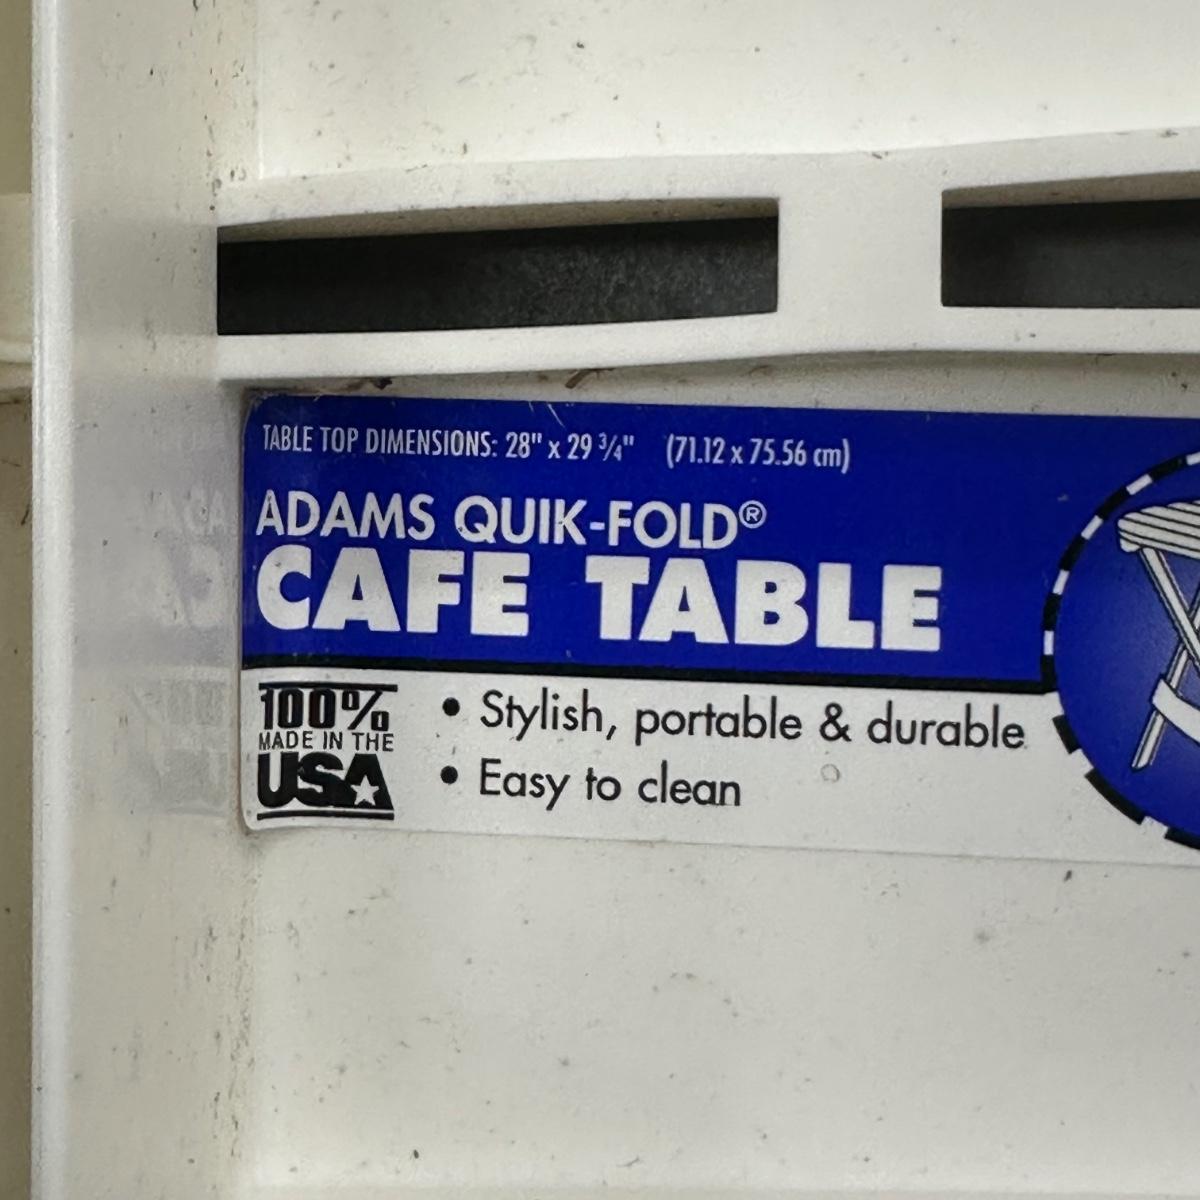 TABLE TOP DIMENSIONS: 28" x 29 ¾" (71.12 x 75.56 cm)
ADAMS QUIK-FOLD®
CAFE TABLE
100%
MADE IN THE
USA
• Stylish, portable & durable
• Easy to clean